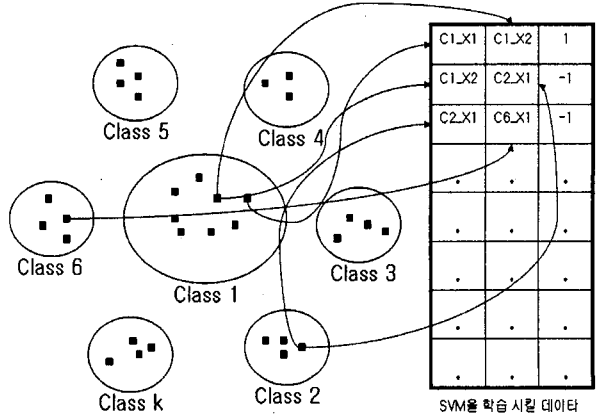 C1_X1 C1_X2 1
C1_X2 C2_X1 -1
C2_X1 C6_X1 -1
Class 5
Class 4
Class 6
Class 1
Class 3
Class k
Class 2
SVM을 학습 시킬 데이타